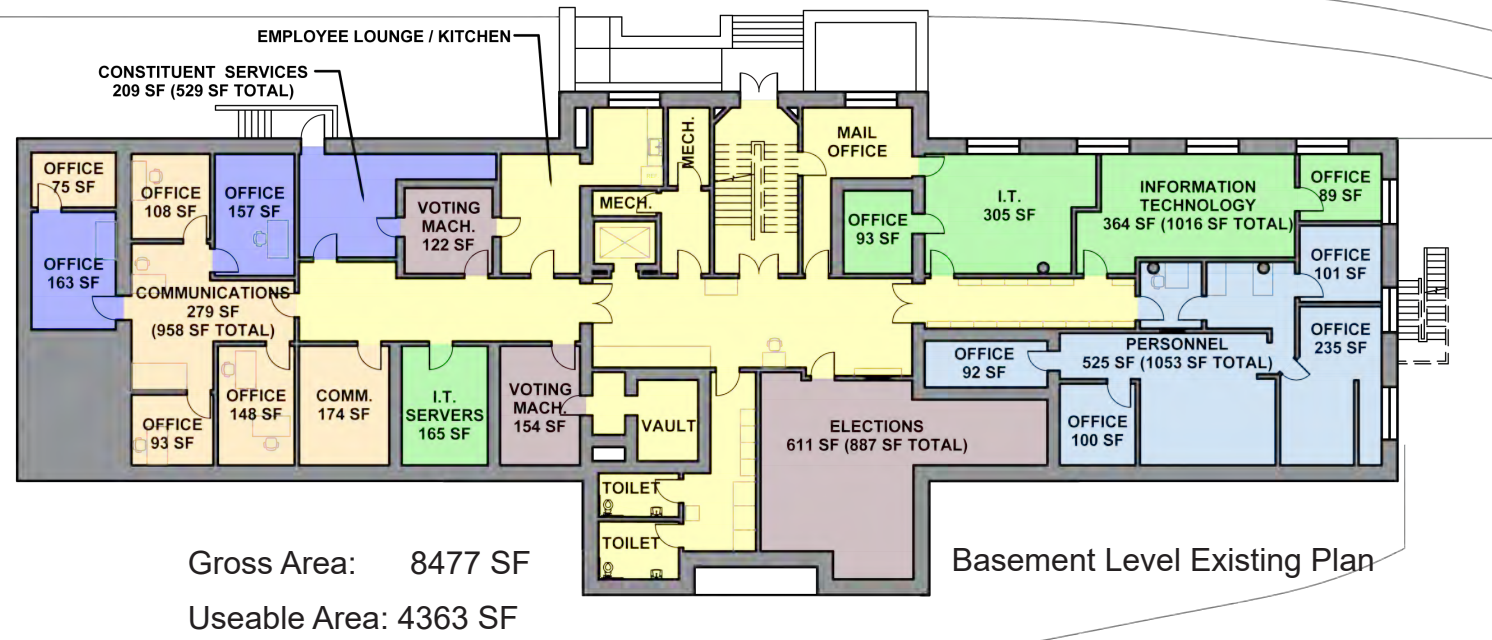 EMPLOYEE LOUNGE / KITCHEN
CONSTITUENT SERVICES
209 SF (529 SF TOTAL)
OFFICE
75 SF
OFFICE
108 SF
OFFICE
157 SF
OFFICE
163 SF
VOTING
MACH.
122 SF
MECH.
MECH.
MAIL
OFFICE
OFFICE
93 SF
I.T.
305 SF
INFORMATION
TECHNOLOGY
364 SF (1016 SF TOTAL)
OFFICE
89 SF
OFFICE
101 SF
OFFICE
235 SF
COMMUNICATIONS
279 SF
(958 SF TOTAL)
OFFICE
93 SF
OFFICE
148 SF
COMM.
174 SF
I.T.
SERVERS
165 SF
VOTING
MACH.
154 SF
VAULT
TOILET
TOILET
ELECTIONS
611 SF (887 SF TOTAL)
OFFICE
92 SF
PERSONNEL
525 SF (1053 SF TOTAL)
OFFICE
100 SF
Gross Area: 8477 SF
Useable Area: 4363 SF
Basement Level Existing Plan